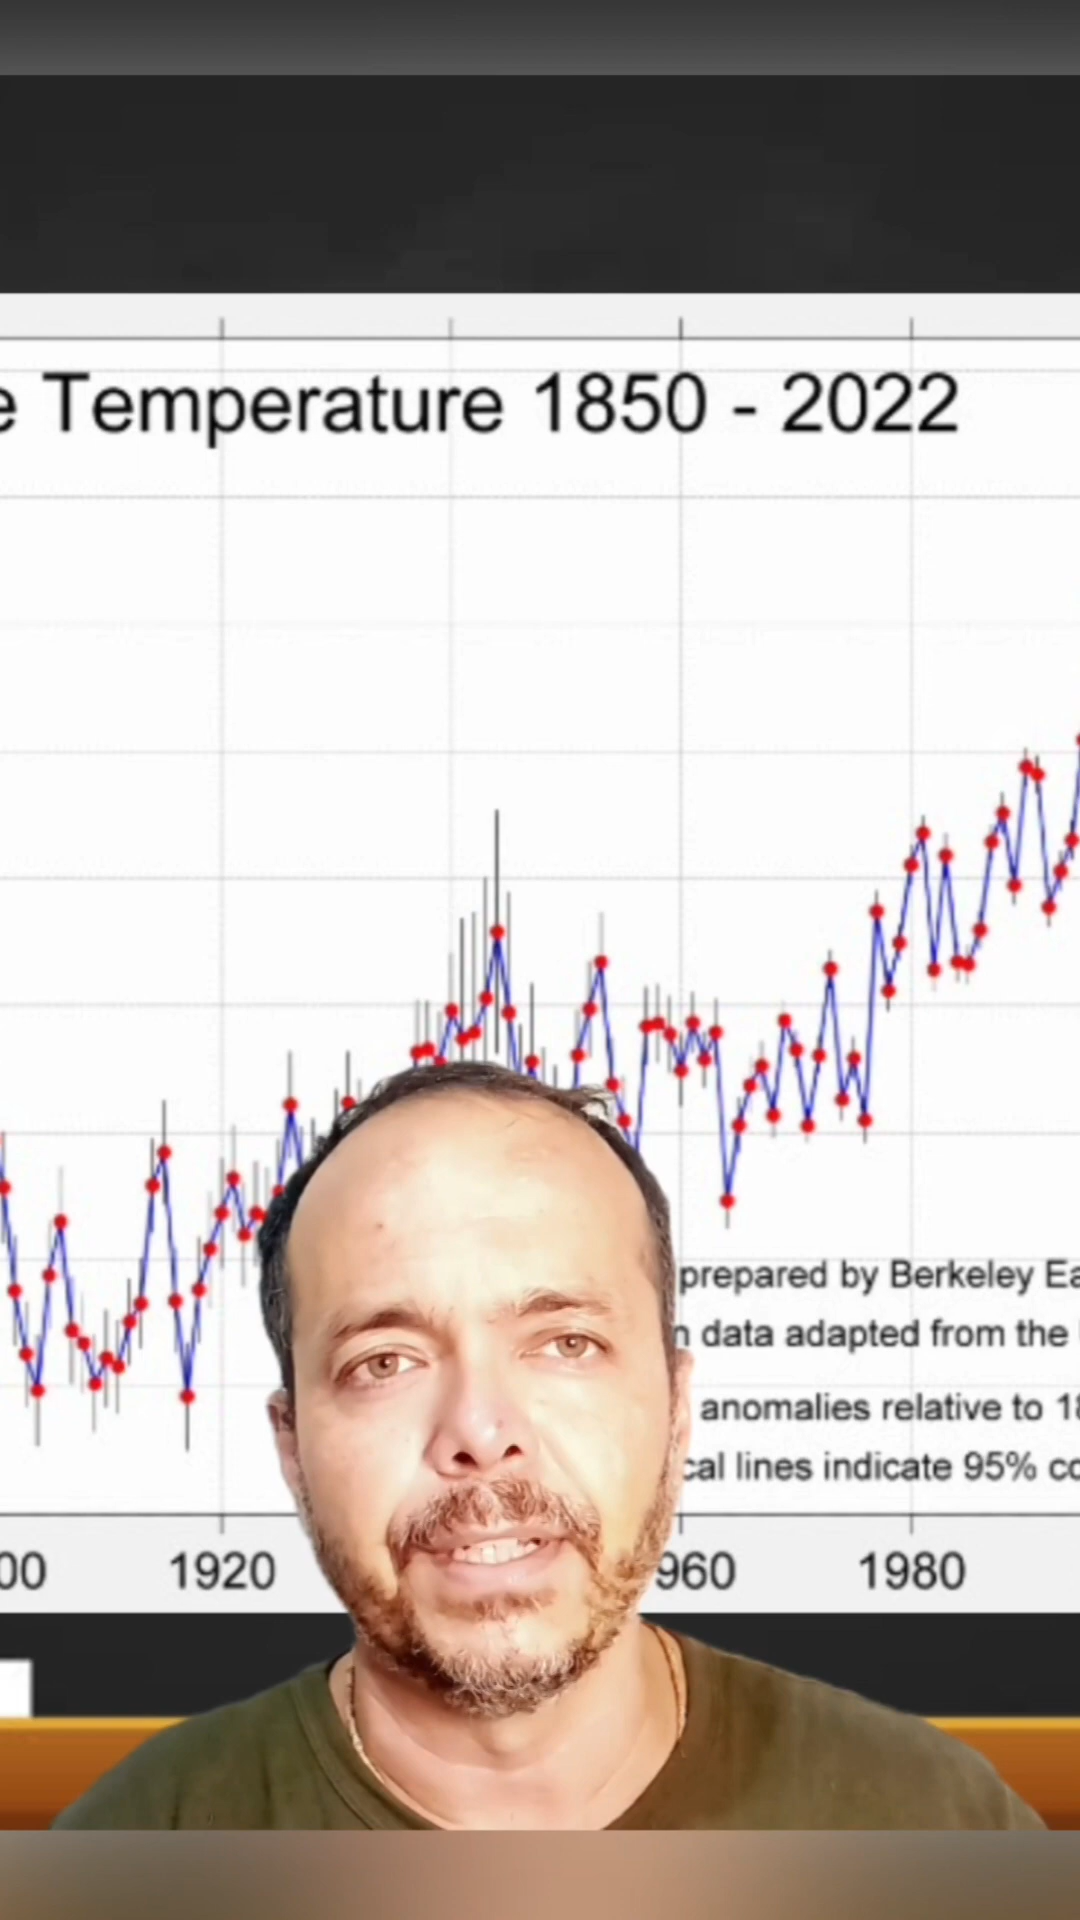 e Temperature 1850 - 2022
prepared by Berkeley Ea
n data adapted from the
anomalies relative to 18
cal lines indicate 95% co
00 1920 960 1980